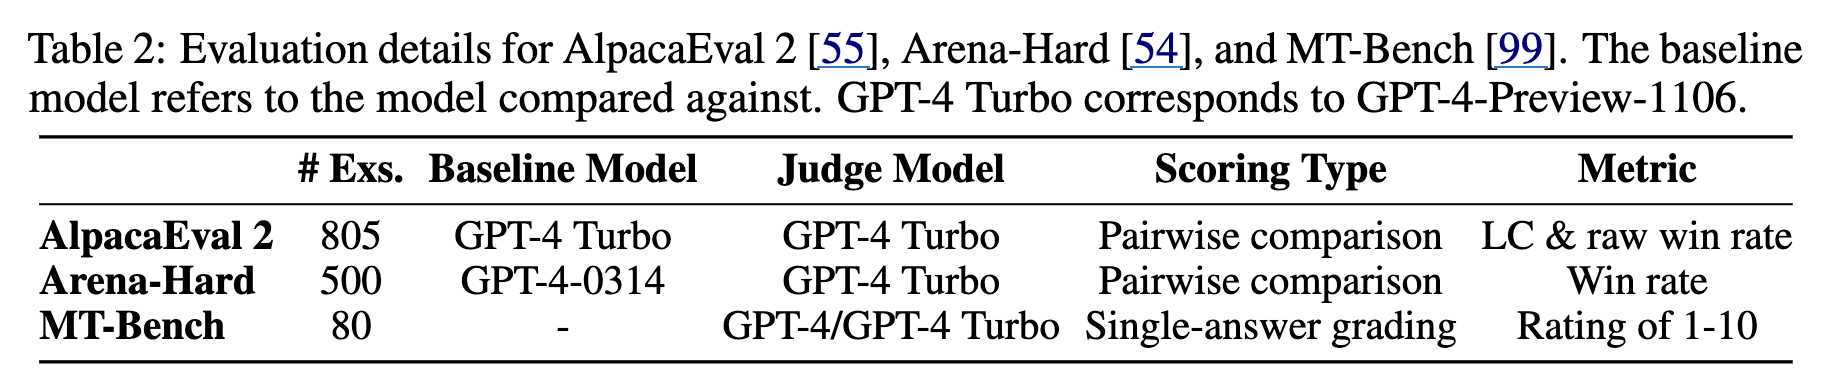 Table 2: Evaluation details for AlpacaEval 2 [55], Arena-Hard [54], and MT-Bench [99]. The baseline
model refers to the model compared against. GPT-4 Turbo corresponds to GPT-4-Preview-1106.
# Exs. Baseline Model Judge Model Scoring Type Metric
AlpacaEval 2 805 GPT-4 Turbo GPT-4 Turbo Pairwise comparison LC & raw win rate
Arena-Hard 500 GPT-4-0314 GPT-4 Turbo Pairwise comparison Win rate
MT-Bench 80 - GPT-4/GPT-4 Turbo Single-answer grading Rating of 1-10